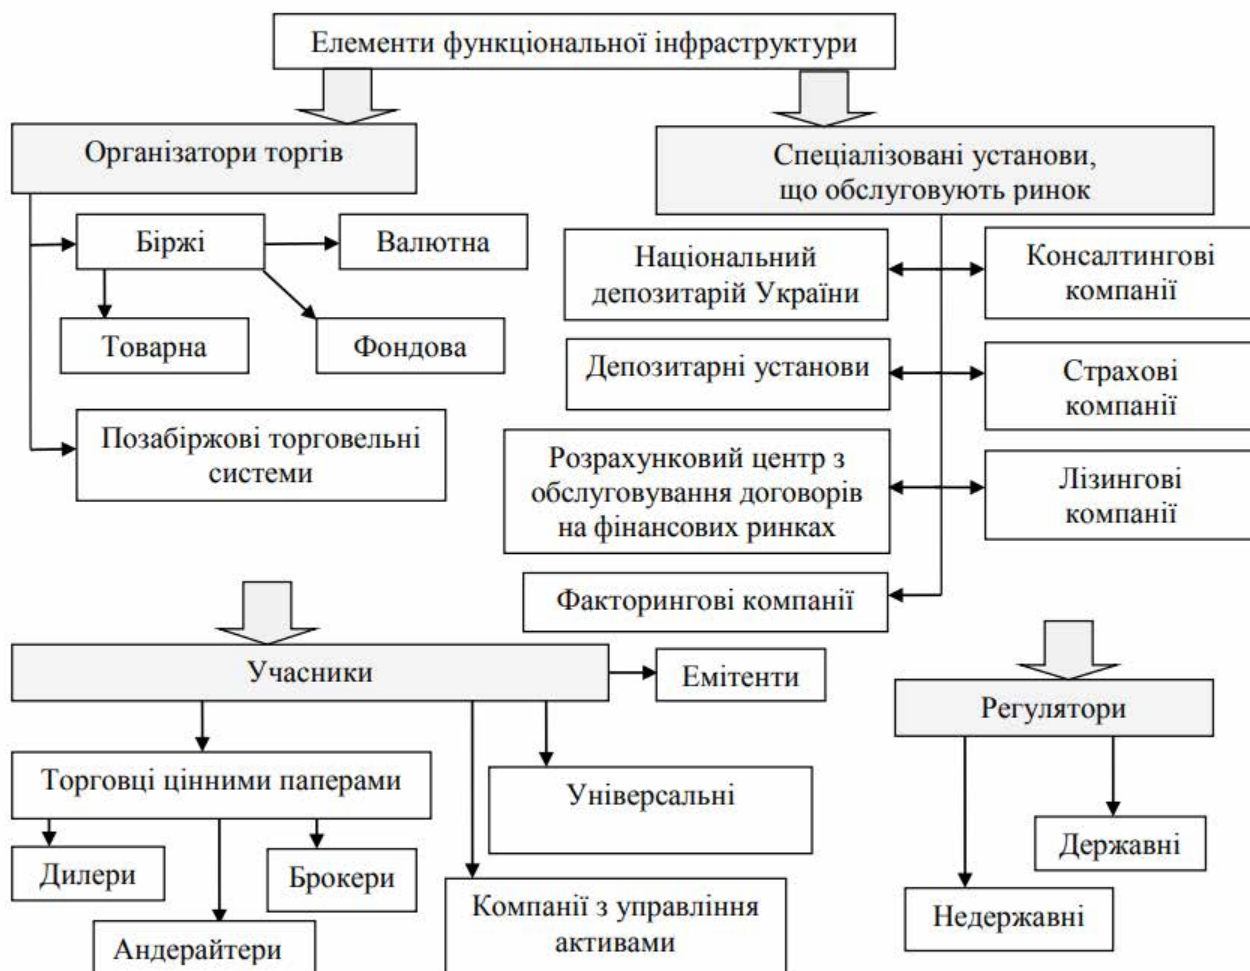 Елементи функціональної інфраструктури
Організатори торгів
Спеціалізовані установи,
що обслуговують ринок
Біржі
Валютна
Товарна
Фондова
Позабіржові торговельні
системи
Національний
депозитарій України
Консалтингові
компанії
Депозитарні установи
Страхові
компанії
Розрахунковий центр з
обслуговування договорів
на фінансових ринках
Лізингові
компанії
Факторингові компанії
Учасники
Емітенти
Торговці цінними паперами
Універсальні
Дилери
Брокери
Андерайтери
Компанії з управління
активами
Регулятори
Державні
Недержавні